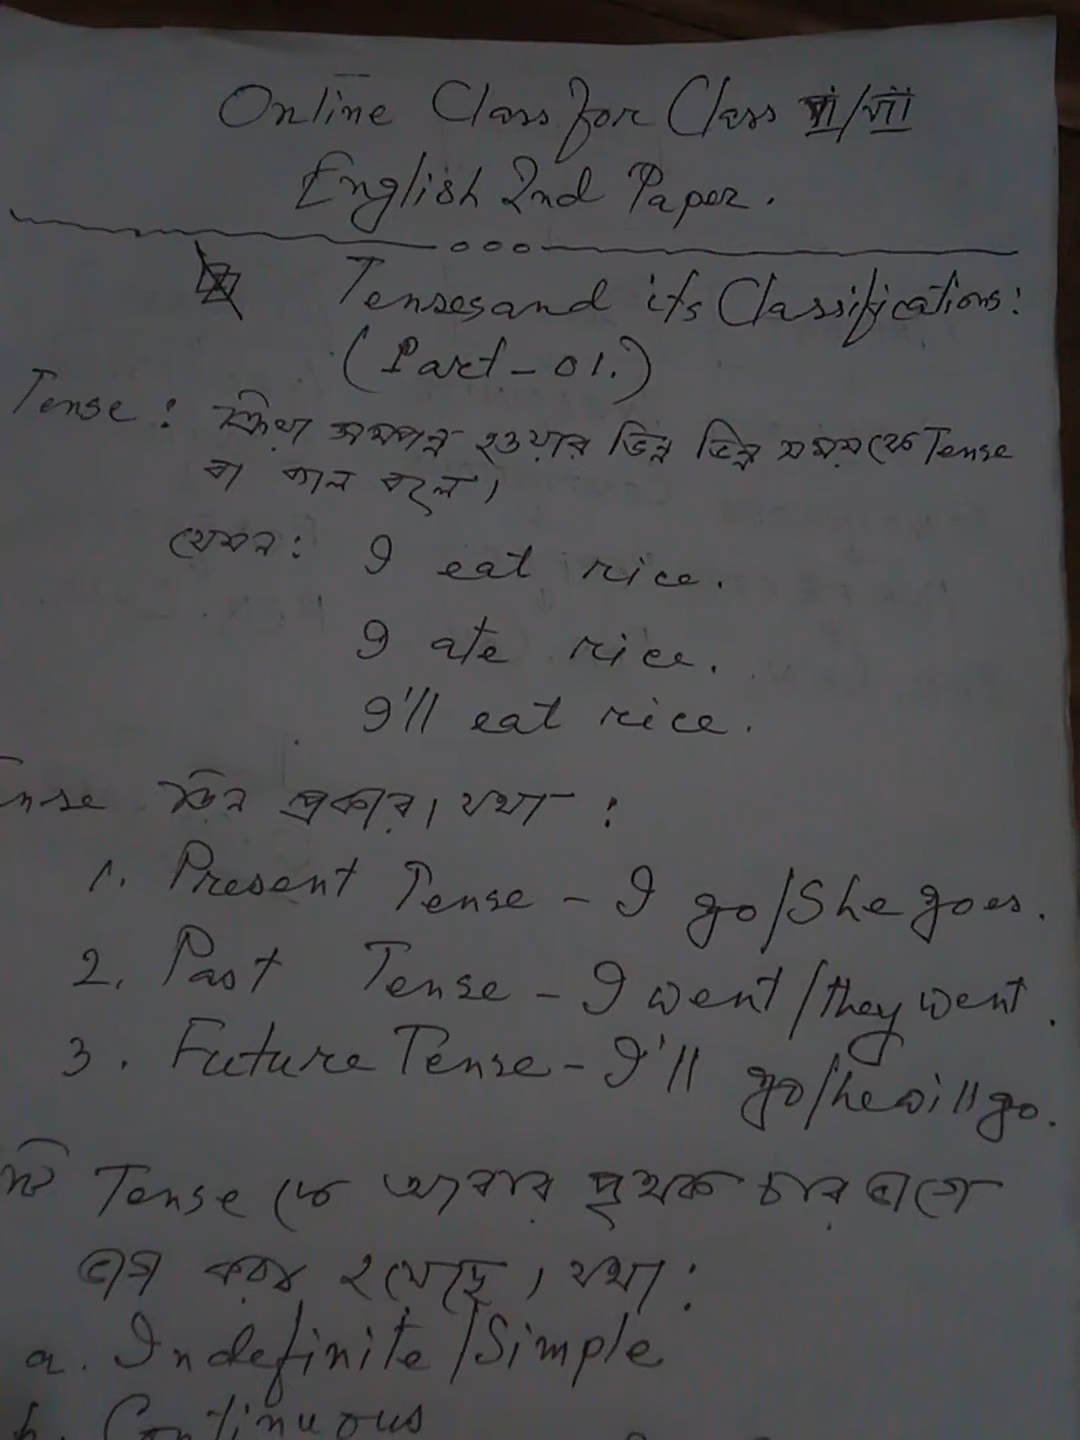 Online Class for Class VI/VII
English 2nd Paper.
Tenses and its Classifications:
(Part-01.)
Tense: ক্রিয়া সম্পন্ন হওয়ার ভিন্ন ভিন্ন সময়কে Tense
বা কাল বলে।
যেমন: I eat rice.
I ate rice.
I'll eat rice.
nse তিন প্রকার। যথা:
1. Present Tense - I go/She goes.
2. Past Tense - I went/they went.
3. Future Tense - I'll go/he will go.
Tense কে আবার পৃথক চার ভাগে
ভাগ করা হয়েছে। যথা:
a. Indefinite/Simple
b. Continuous